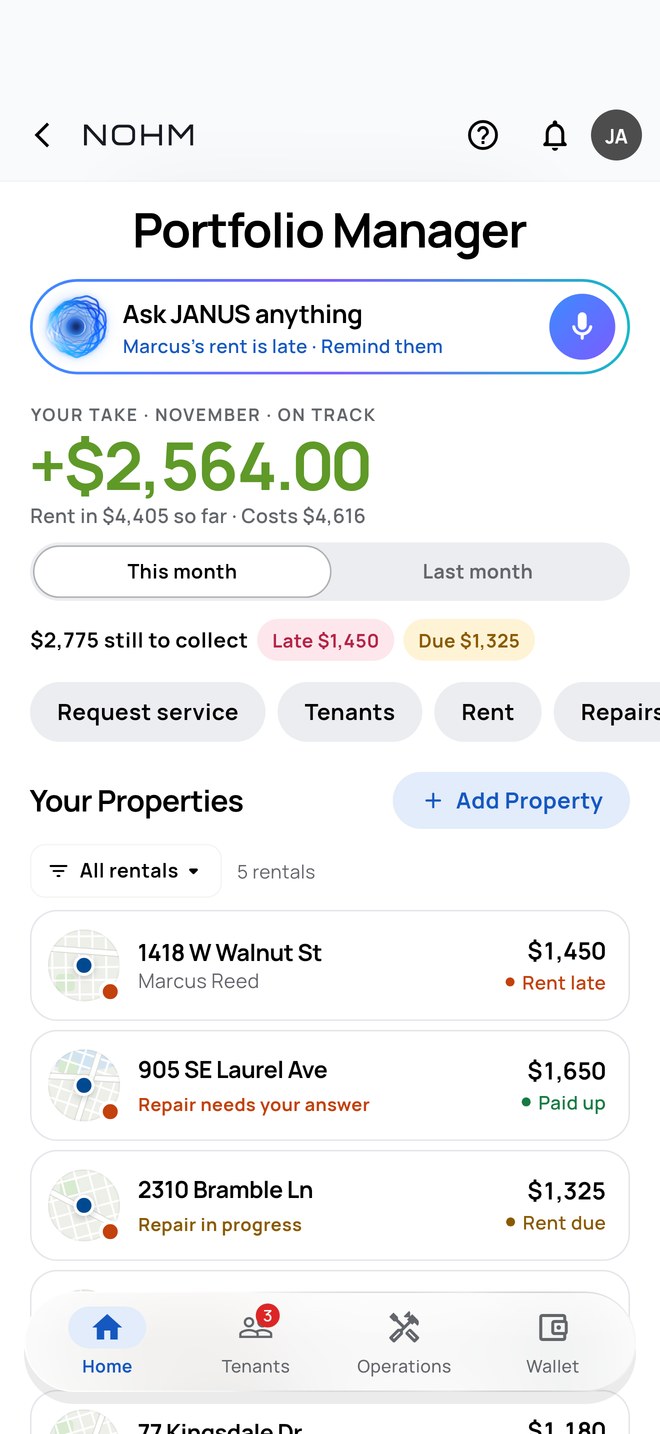 NOHM
JA
Portfolio Manager
Ask JANUS anything
Marcus's rent is late · Remind them
YOUR TAKE · NOVEMBER · ON TRACK
+$2,564.00
Rent in $4,405 so far · Costs $4,616
This month
Last month
$2,775 still to collect
Late $1,450
Due $1,325
Request service
Tenants
Rent
Repairs
Your Properties
+ Add Property
All rentals
5 rentals
1418 W Walnut St
$1,450
Marcus Reed
Rent late
905 SE Laurel Ave
$1,650
Repair needs your answer
Paid up
2310 Bramble Ln
$1,325
Repair in progress
Rent due
3
Home
Tenants
Operations
Wallet
77 Kingsdale Dr
$1,180